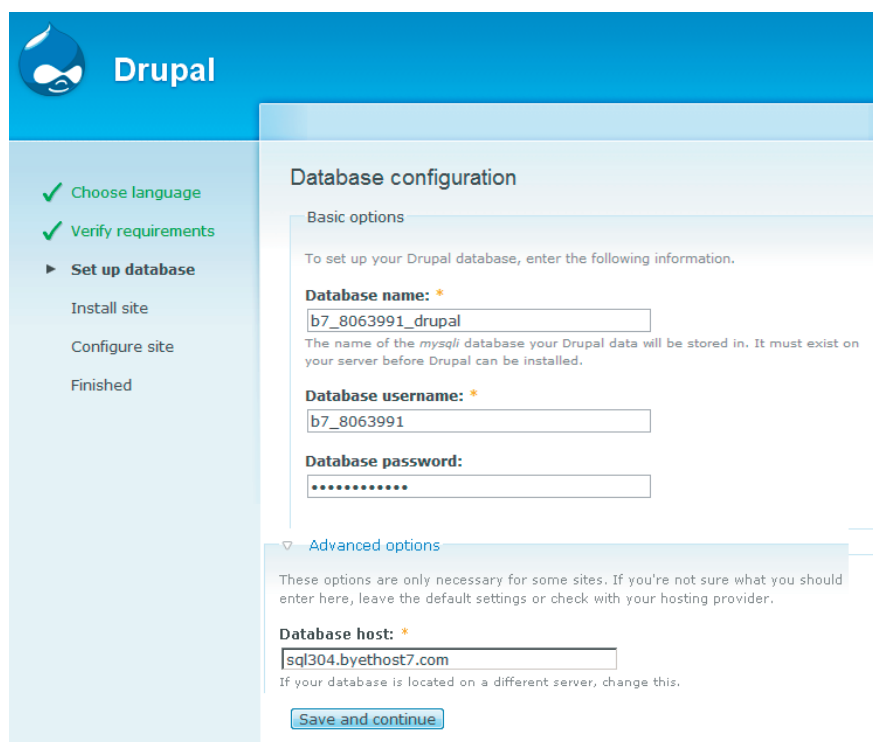 Drupal
Choose language
Verify requirements
Set up database
Install site
Configure site
Finished
Database configuration
Basic options
To set up your Drupal database, enter the following information.
Database name: *
b7_8063991_drupal
The name of the mysqli database your Drupal data will be stored in. It must exist on
your server before Drupal can be installed.
Database username: *
b7_8063991
Database password:
••••••••••••
Advanced options
These options are only necessary for some sites. If you're not sure what you should
enter here, leave the default settings or check with your hosting provider.
Database host: *
sql304.byethost7.com
If your database is located on a different server, change this.
Save and continue